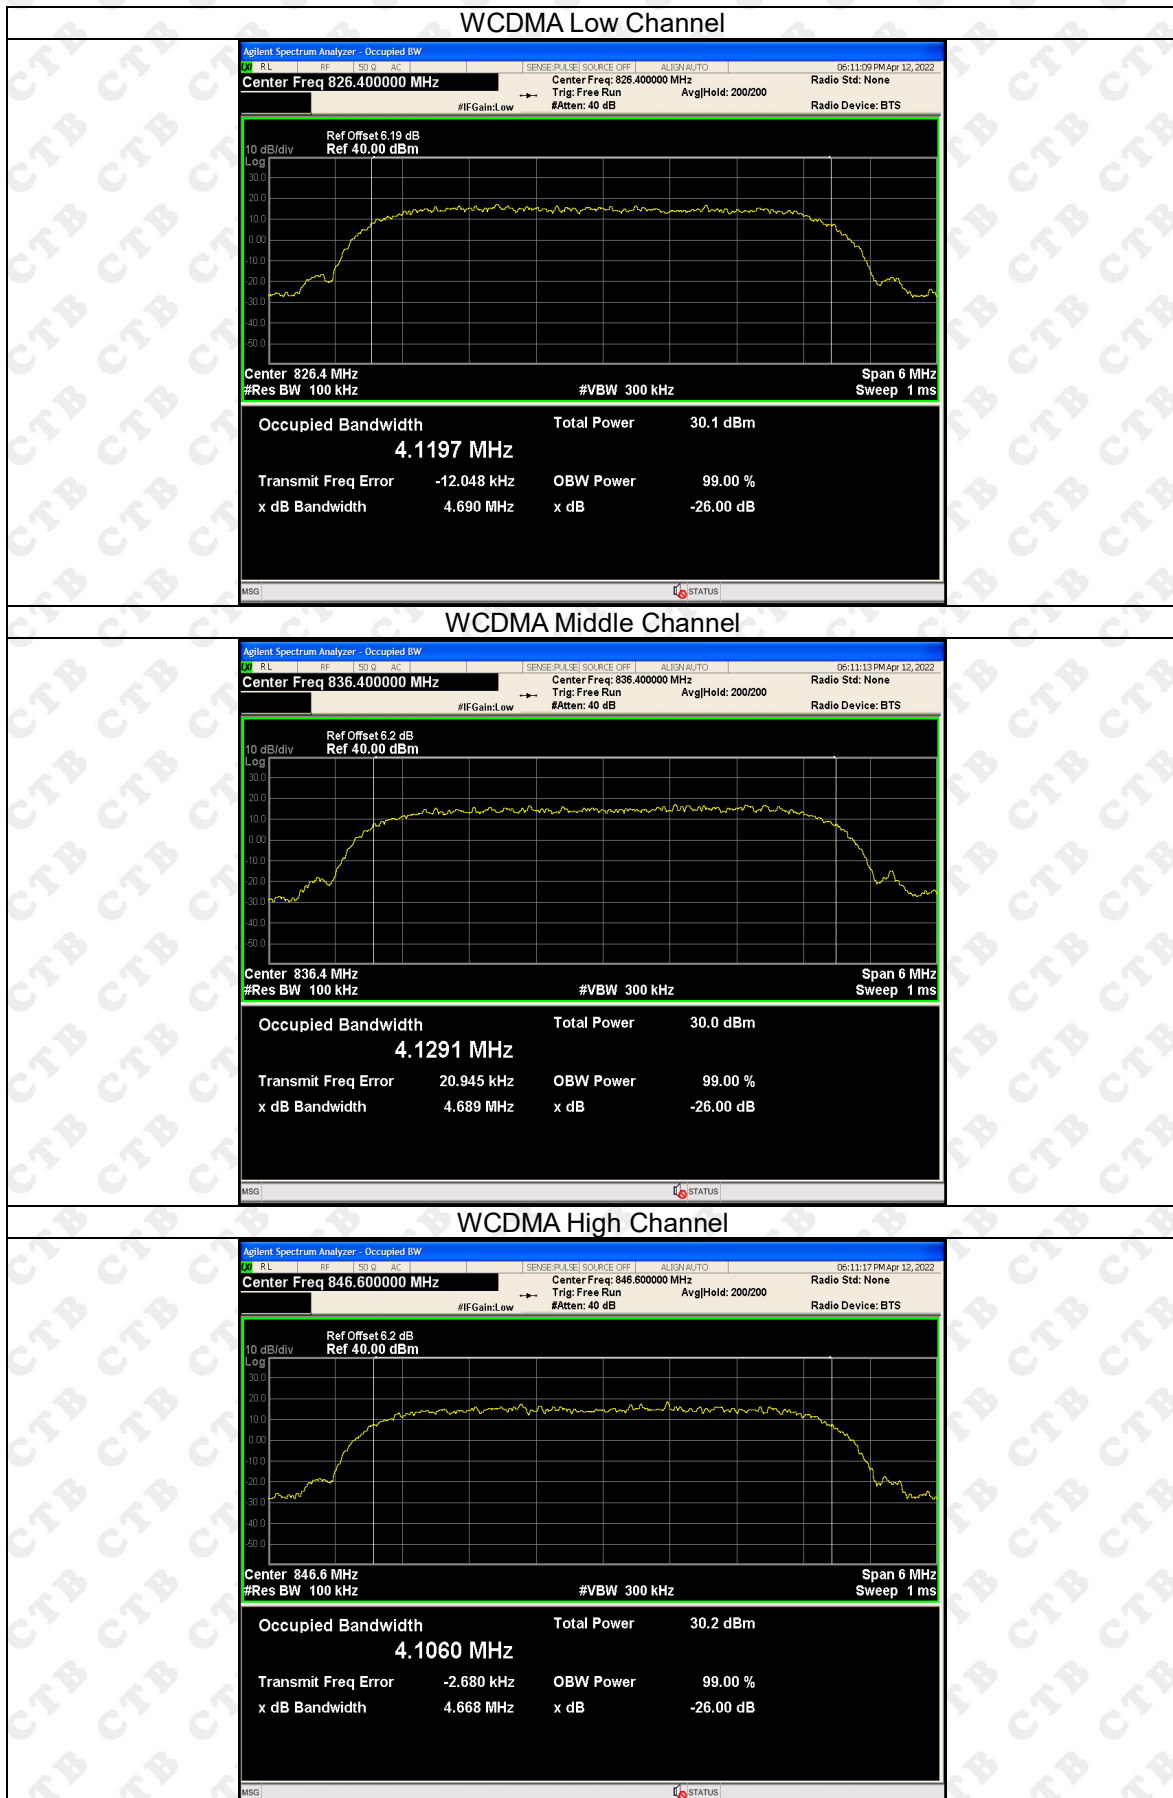 WCDMA Low Channel
Agilent Spectrum Analyzer - Occupied BW
LXI RL RF 50 Ω AC SENSE:PULSE SOURCE OFF ALIGN AUTO 06:11:09 PM Apr 12, 2022
Center Freq 826.400000 MHz Center Freq: 826.400000 MHz Radio Std: None
Trig: Free Run Avg|Hold: 200/200
#IFGain:Low #Atten: 40 dB Radio Device: BTS
Ref Offset 6.19 dB
10 dB/div Ref 40.00 dBm
Log
30.0
20.0
10.0
0.00
-10.0
-20.0
-30.0
-40.0
-50.0
Center 826.4 MHz Span 6 MHz
#Res BW 100 kHz #VBW 300 kHz Sweep 1 ms
Occupied Bandwidth Total Power 30.1 dBm
4.1197 MHz
Transmit Freq Error -12.048 kHz OBW Power 99.00 %
x dB Bandwidth 4.690 MHz x dB -26.00 dB
MSG STATUS
WCDMA Middle Channel
Agilent Spectrum Analyzer - Occupied BW
LXI RL RF 50 Ω AC SENSE:PULSE SOURCE OFF ALIGN AUTO 06:11:13 PM Apr 12, 2022
Center Freq 836.400000 MHz Center Freq: 836.400000 MHz Radio Std: None
Trig: Free Run Avg|Hold: 200/200
#IFGain:Low #Atten: 40 dB Radio Device: BTS
Ref Offset 6.2 dB
10 dB/div Ref 40.00 dBm
Log
30.0
20.0
10.0
0.00
-10.0
-20.0
-30.0
-40.0
-50.0
Center 836.4 MHz Span 6 MHz
#Res BW 100 kHz #VBW 300 kHz Sweep 1 ms
Occupied Bandwidth Total Power 30.0 dBm
4.1291 MHz
Transmit Freq Error 20.945 kHz OBW Power 99.00 %
x dB Bandwidth 4.689 MHz x dB -26.00 dB
MSG STATUS
WCDMA High Channel
Agilent Spectrum Analyzer - Occupied BW
LXI RL RF 50 Ω AC SENSE:PULSE SOURCE OFF ALIGN AUTO 06:11:17 PM Apr 12, 2022
Center Freq 846.600000 MHz Center Freq: 846.600000 MHz Radio Std: None
Trig: Free Run Avg|Hold: 200/200
#IFGain:Low #Atten: 40 dB Radio Device: BTS
Ref Offset 6.2 dB
10 dB/div Ref 40.00 dBm
Log
30.0
20.0
10.0
0.00
-10.0
-20.0
-30.0
-40.0
-50.0
Center 846.6 MHz Span 6 MHz
#Res BW 100 kHz #VBW 300 kHz Sweep 1 ms
Occupied Bandwidth Total Power 30.2 dBm
4.1060 MHz
Transmit Freq Error -2.680 kHz OBW Power 99.00 %
x dB Bandwidth 4.668 MHz x dB -26.00 dB
MSG STATUS